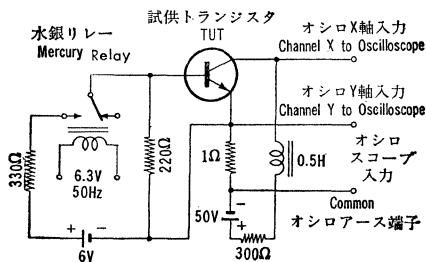 試供トランジスタ
TUT
水銀リレー
Mercury Relay
オシロX軸入力
Channel X to Oscilloscope
オシロY軸入力
Channel Y to Oscilloscope
オシロ
スコープ
入力
Common
オシロアース端子
330Ω
6.3V
50Hz
220Ω
1Ω
0.5H
50V
- +
300Ω
+ -
6V